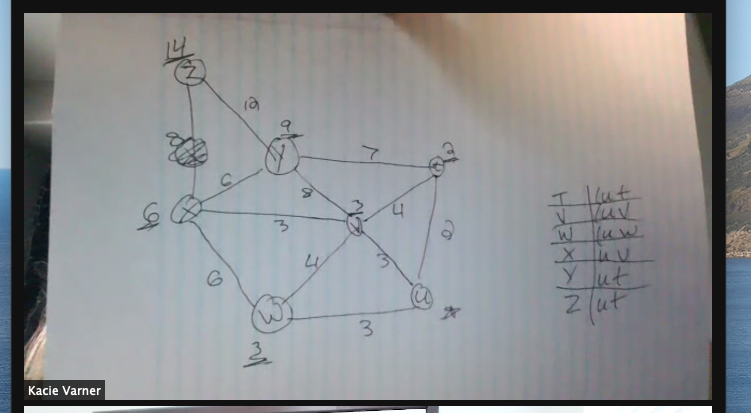 14
Z
12
8
9
Y
7
2
t
6
8
3
4
6
X
3
V
2
4
3
6
U
W
3
3
T | (ut
V | (uv
W | (uw
X | uv
Y | ut
Z | (ut
Kacie Varner